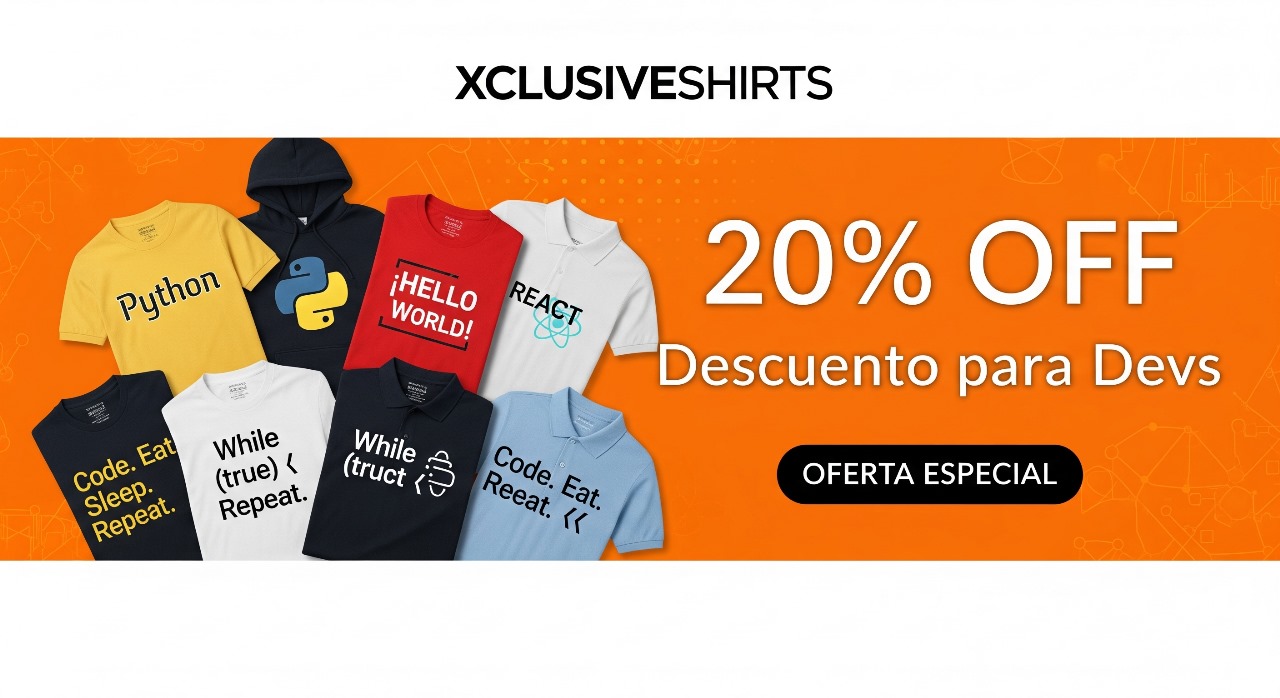 XCLUSIVESHIRTS
Python
¡HELLO
WORLD!
REACT
20% OFF
Descuento para Devs
OFERTA ESPECIAL
Code. Eat
Sleep.
Repeat.
While
(true) ⟨
Repeat.
While
(truct ⟨
Code. Eat.
Reeat. ⟨⟨